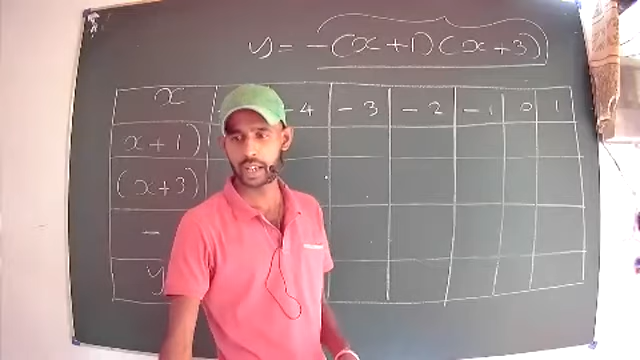 y = -(x+1)(x+3)
x -4 -3 -2 -1 0 1
x+1)
(x+3)
-
y